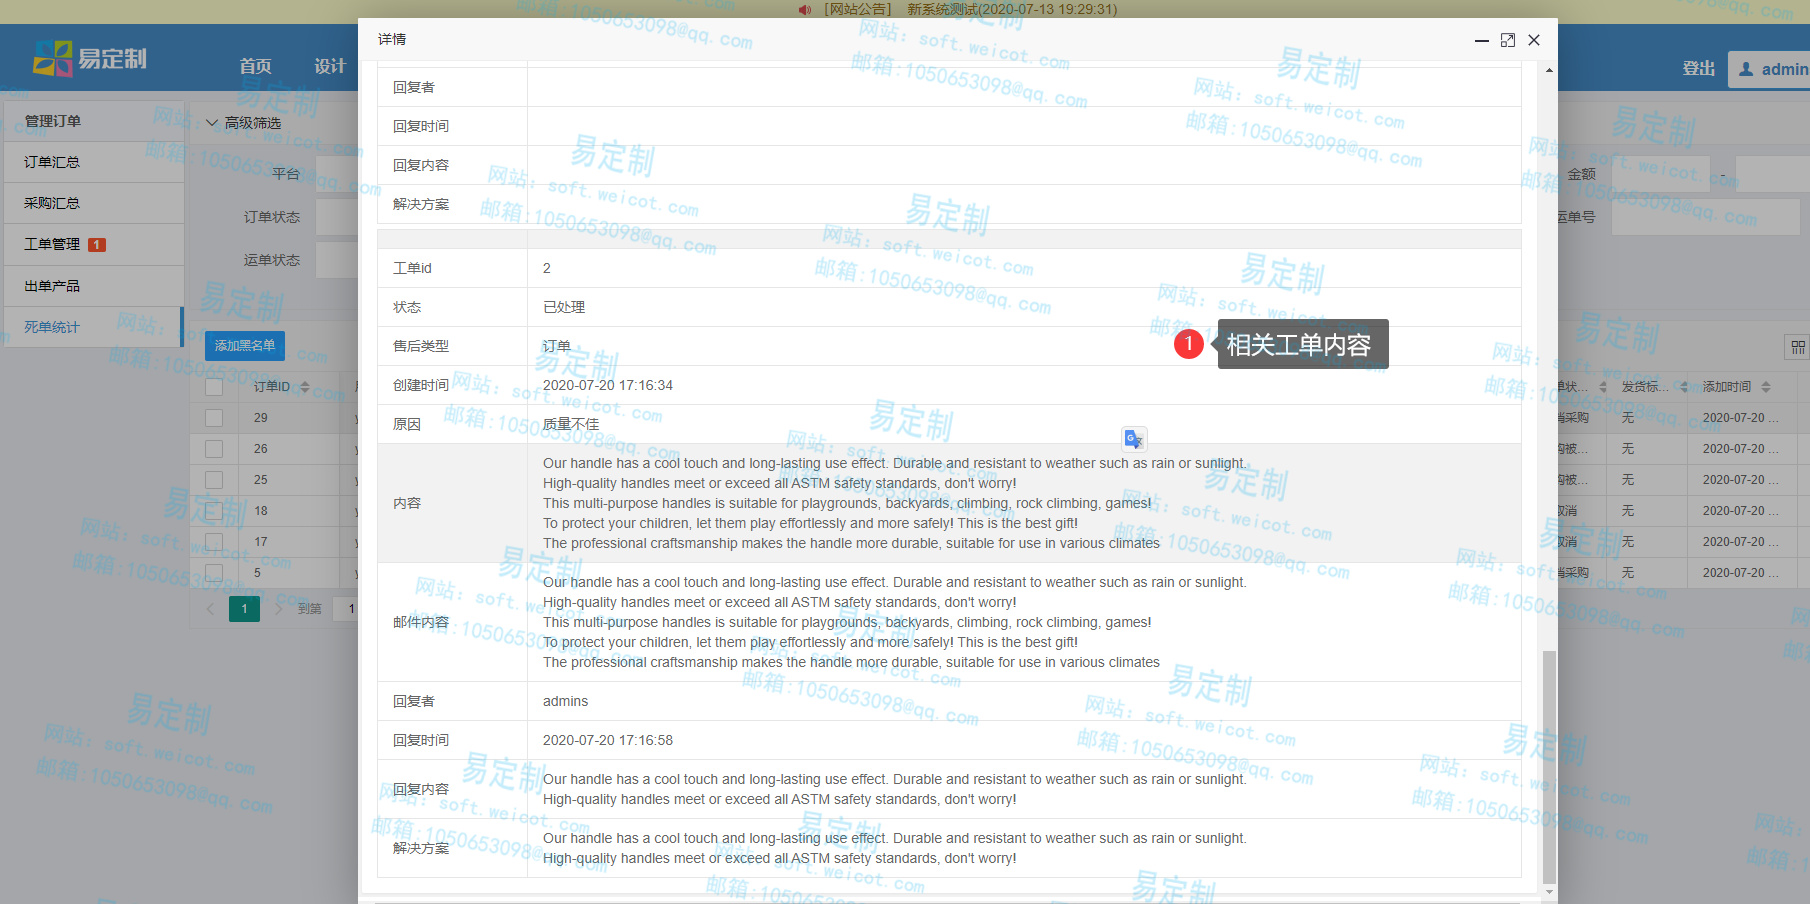 [网站公告] 新系统测试(2020-07-13 19:29:31)
易定制
首页
设计
登出
admin
详情
管理订单
订单汇总
采购汇总
工单管理 1
出单产品
死单统计
高级筛选
平台
订单状态
运单状态
金额
-
运单号
添加黑名单
订单ID
29
26
25
18
17
5
1
到第
1
回复者
回复时间
回复内容
解决方案
工单id 2
状态 已处理
售后类型 订单
创建时间 2020-07-20 17:16:34
原因 质量不佳
内容
Our handle has a cool touch and long-lasting use effect. Durable and resistant to weather such as rain or sunlight.
High-quality handles meet or exceed all ASTM safety standards, don't worry!
This multi-purpose handles is suitable for playgrounds, backyards, climbing, rock climbing, games!
To protect your children, let them play effortlessly and more safely! This is the best gift!
The professional craftsmanship makes the handle more durable, suitable for use in various climates
邮件内容
Our handle has a cool touch and long-lasting use effect. Durable and resistant to weather such as rain or sunlight.
High-quality handles meet or exceed all ASTM safety standards, don't worry!
This multi-purpose handles is suitable for playgrounds, backyards, climbing, rock climbing, games!
To protect your children, let them play effortlessly and more safely! This is the best gift!
The professional craftsmanship makes the handle more durable, suitable for use in various climates
回复者 admins
回复时间 2020-07-20 17:16:58
回复内容
Our handle has a cool touch and long-lasting use effect. Durable and resistant to weather such as rain or sunlight.
High-quality handles meet or exceed all ASTM safety standards, don't worry!
解决方案
Our handle has a cool touch and long-lasting use effect. Durable and resistant to weather such as rain or sunlight.
High-quality handles meet or exceed all ASTM safety standards, don't worry!
1 相关工单内容
单状... 发货标... 添加时间
消采购 无 2020-07-20 ...
购被... 无 2020-07-20 ...
购被... 无 2020-07-20 ...
取消 无 2020-07-20 ...
取消 无 2020-07-20 ...
消采购 无 2020-07-20 ...
易定制
网站: soft.weicot.com
邮箱:1050653098@qq.com